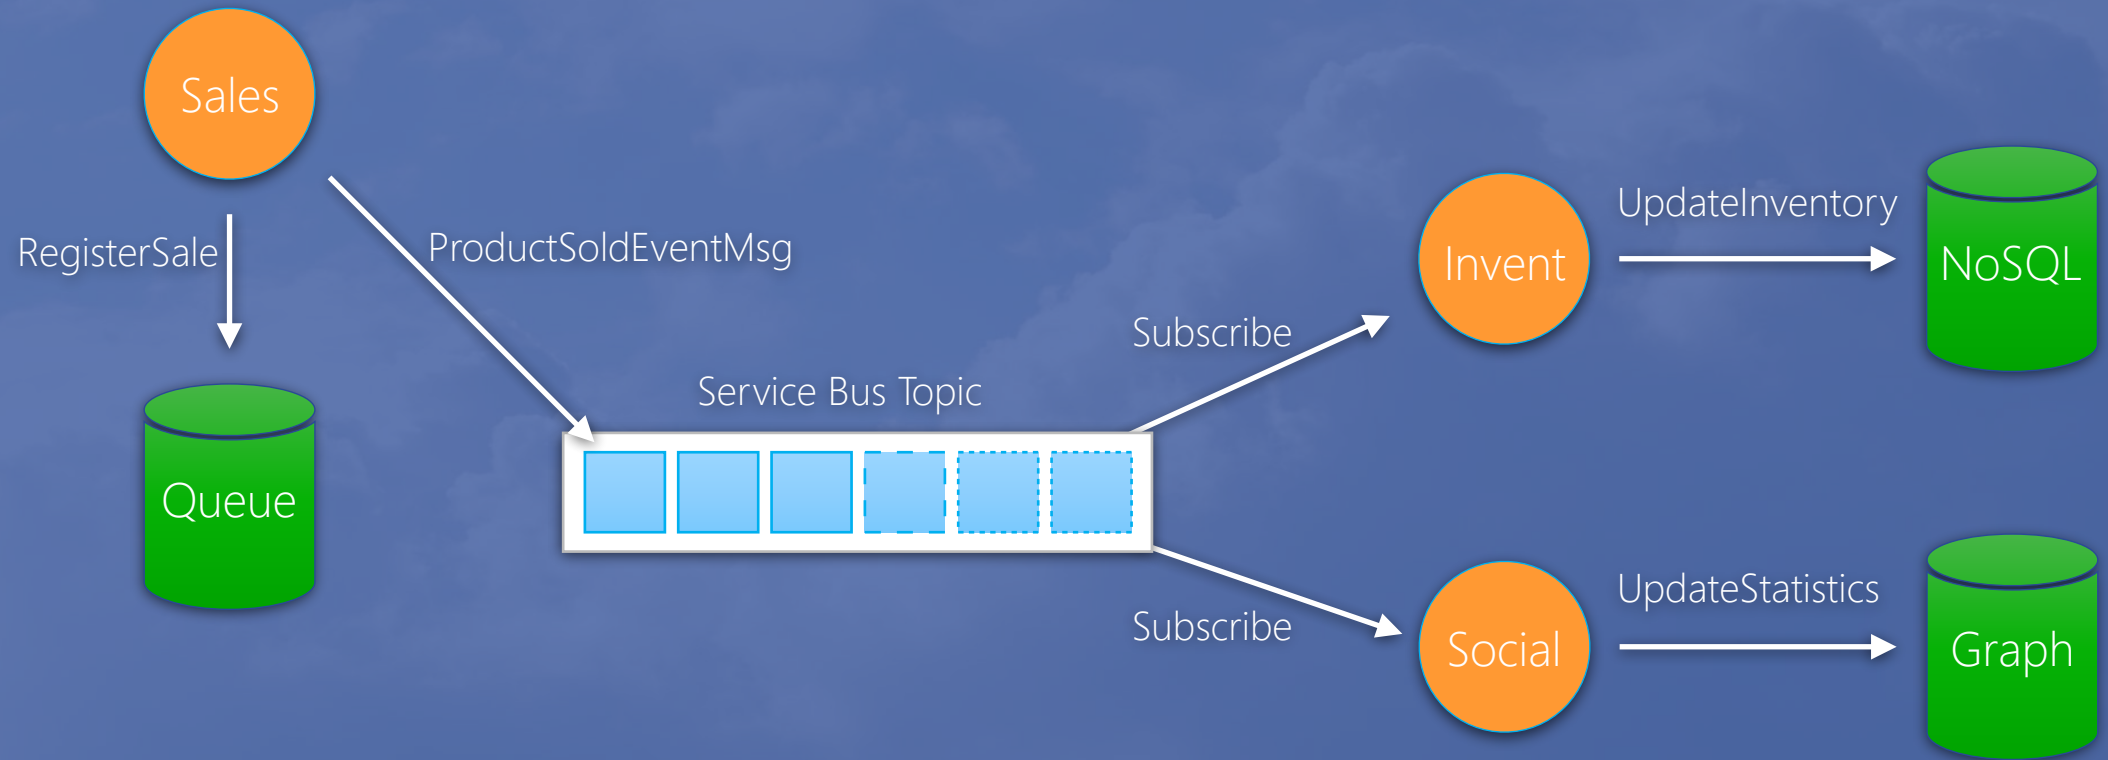 Sales
RegisterSale
ProductSoldEventMsg
Queue
Service Bus Topic
Subscribe
Subscribe
Invent
UpdateInventory
NoSQL
Social
UpdateStatistics
Graph